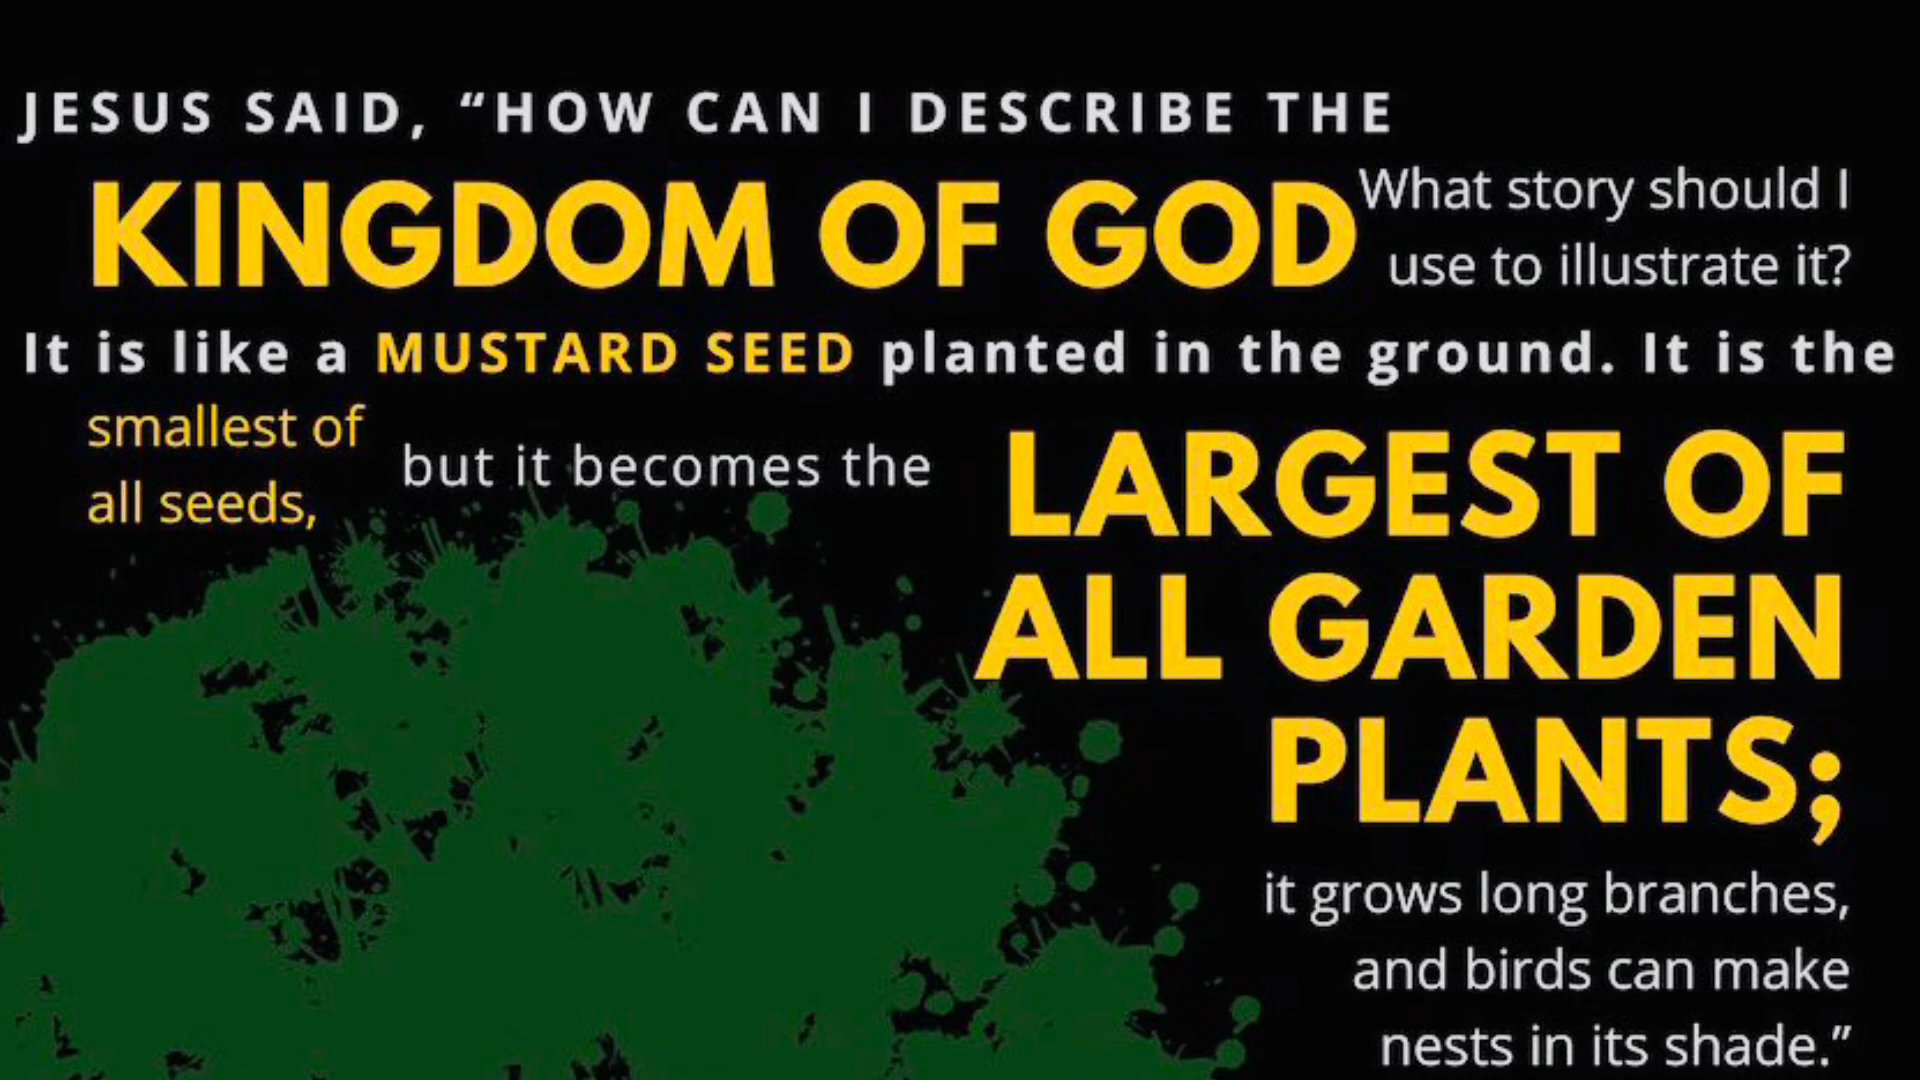 JESUS SAID, “HOW CAN I DESCRIBE THE
KINGDOM OF GOD
What story should I
use to illustrate it?
It is like a MUSTARD SEED planted in the ground. It is the
smallest of
all seeds,
but it becomes the
LARGEST OF
ALL GARDEN
PLANTS;
it grows long branches,
and birds can make
nests in its shade.”